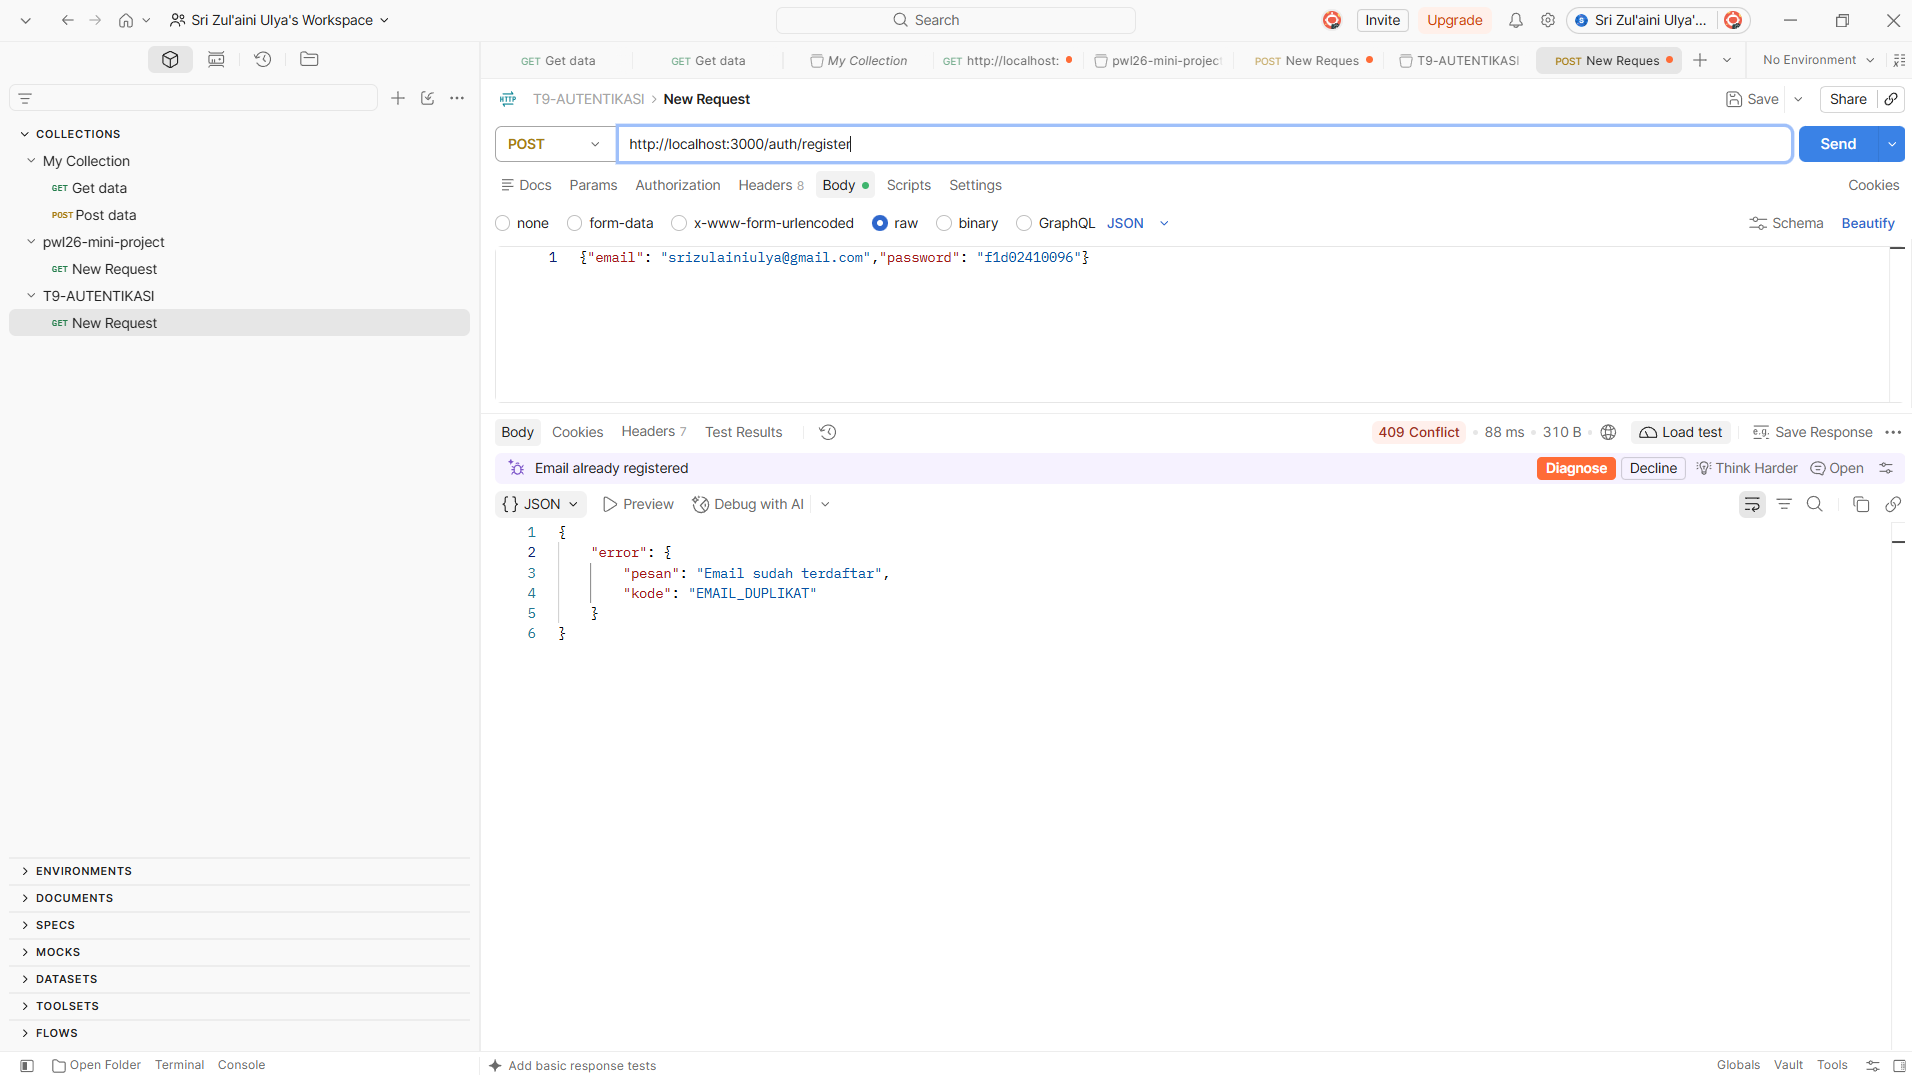 Sri Zul'aini Ulya's Workspace
Search
Invite
Upgrade
Sri Zul'aini Ulya'...
GET Get data
GET Get data
My Collection
GET http://localhost:
pwl26-mini-project
POST New Reques
T9-AUTENTIKASI
POST New Reques
No Environment
HTTP T9-AUTENTIKASI > New Request
Save
Share
COLLECTIONS
My Collection
GET Get data
POST Post data
pwl26-mini-project
GET New Request
T9-AUTENTIKASI
GET New Request
POST
http://localhost:3000/auth/register
Send
Docs Params Authorization Headers 8 Body Scripts Settings
Cookies
none form-data x-www-form-urlencoded raw binary GraphQL JSON
Schema Beautify
1 {"email": "srizulainiulya@gmail.com","password": "f1d02410096"}
Body Cookies Headers 7 Test Results
409 Conflict • 88 ms • 310 B
Load test
e.g. Save Response
Email already registered
Diagnose Decline Think Harder Open
{} JSON Preview Debug with AI
1 {
2 "error": {
3 "pesan": "Email sudah terdaftar",
4 "kode": "EMAIL_DUPLIKAT"
5 }
6 }
ENVIRONMENTS
DOCUMENTS
SPECS
MOCKS
DATASETS
TOOLSETS
FLOWS
Open Folder Terminal Console
Add basic response tests
Globals Vault Tools